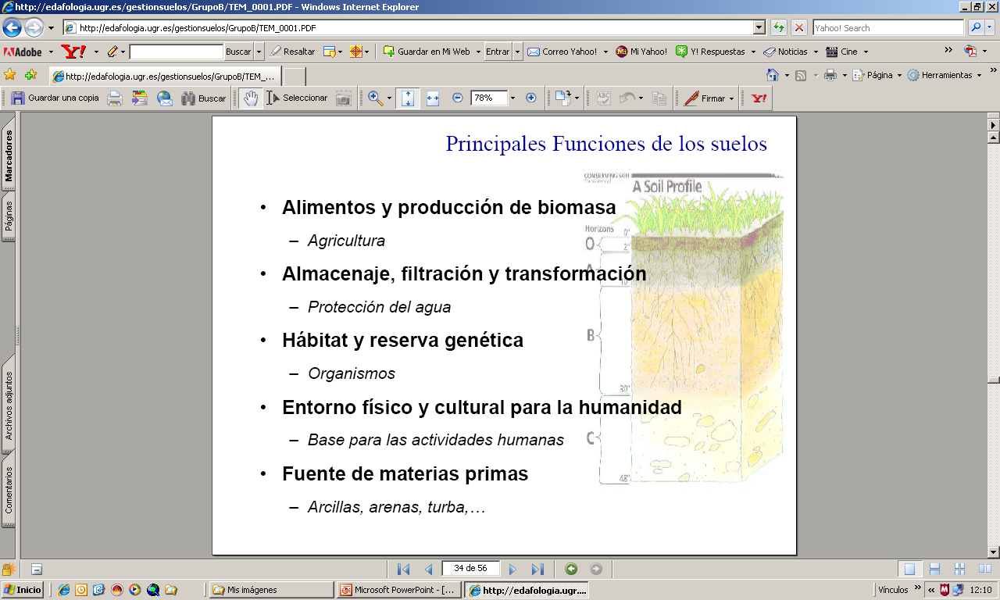 http://edafologia.ugr.es/gestionsuelos/GrupoB/TEM_0001.PDF - Windows Internet Explorer
http://edafologia.ugr.es/gestionsuelos/GrupoB/TEM_0001.PDF
Yahoo! Search
Adobe Y! Buscar Resaltar Guardar en Mi Web Entrar Correo Yahoo! Mi Yahoo! Y! Respuestas Noticias Cine
http://edafologia.ugr.es/gestionsuelos/GrupoB/TEM_... Página Herramientas
Guardar una copia Buscar Seleccionar 78% Firmar Y!
Marcadores
Páginas
Archivos adjuntos
Comentarios
Principales Funciones de los suelos
CONSERVING SOIL
A Soil Profile
• Alimentos y producción de biomasa
– Agricultura
• Almacenaje, filtración y transformación
– Protección del agua
• Hábitat y reserva genética
– Organismos
• Entorno físico y cultural para la humanidad
– Base para las actividades humanas
• Fuente de materias primas
– Arcillas, arenas, turba,…
Horizons
0"
O
2"
A
B
30"
C
48"
34 de 56
Inicio Mis imágenes Microsoft PowerPoint - [... http://edafologia.ugr.... Vínculos 12:10